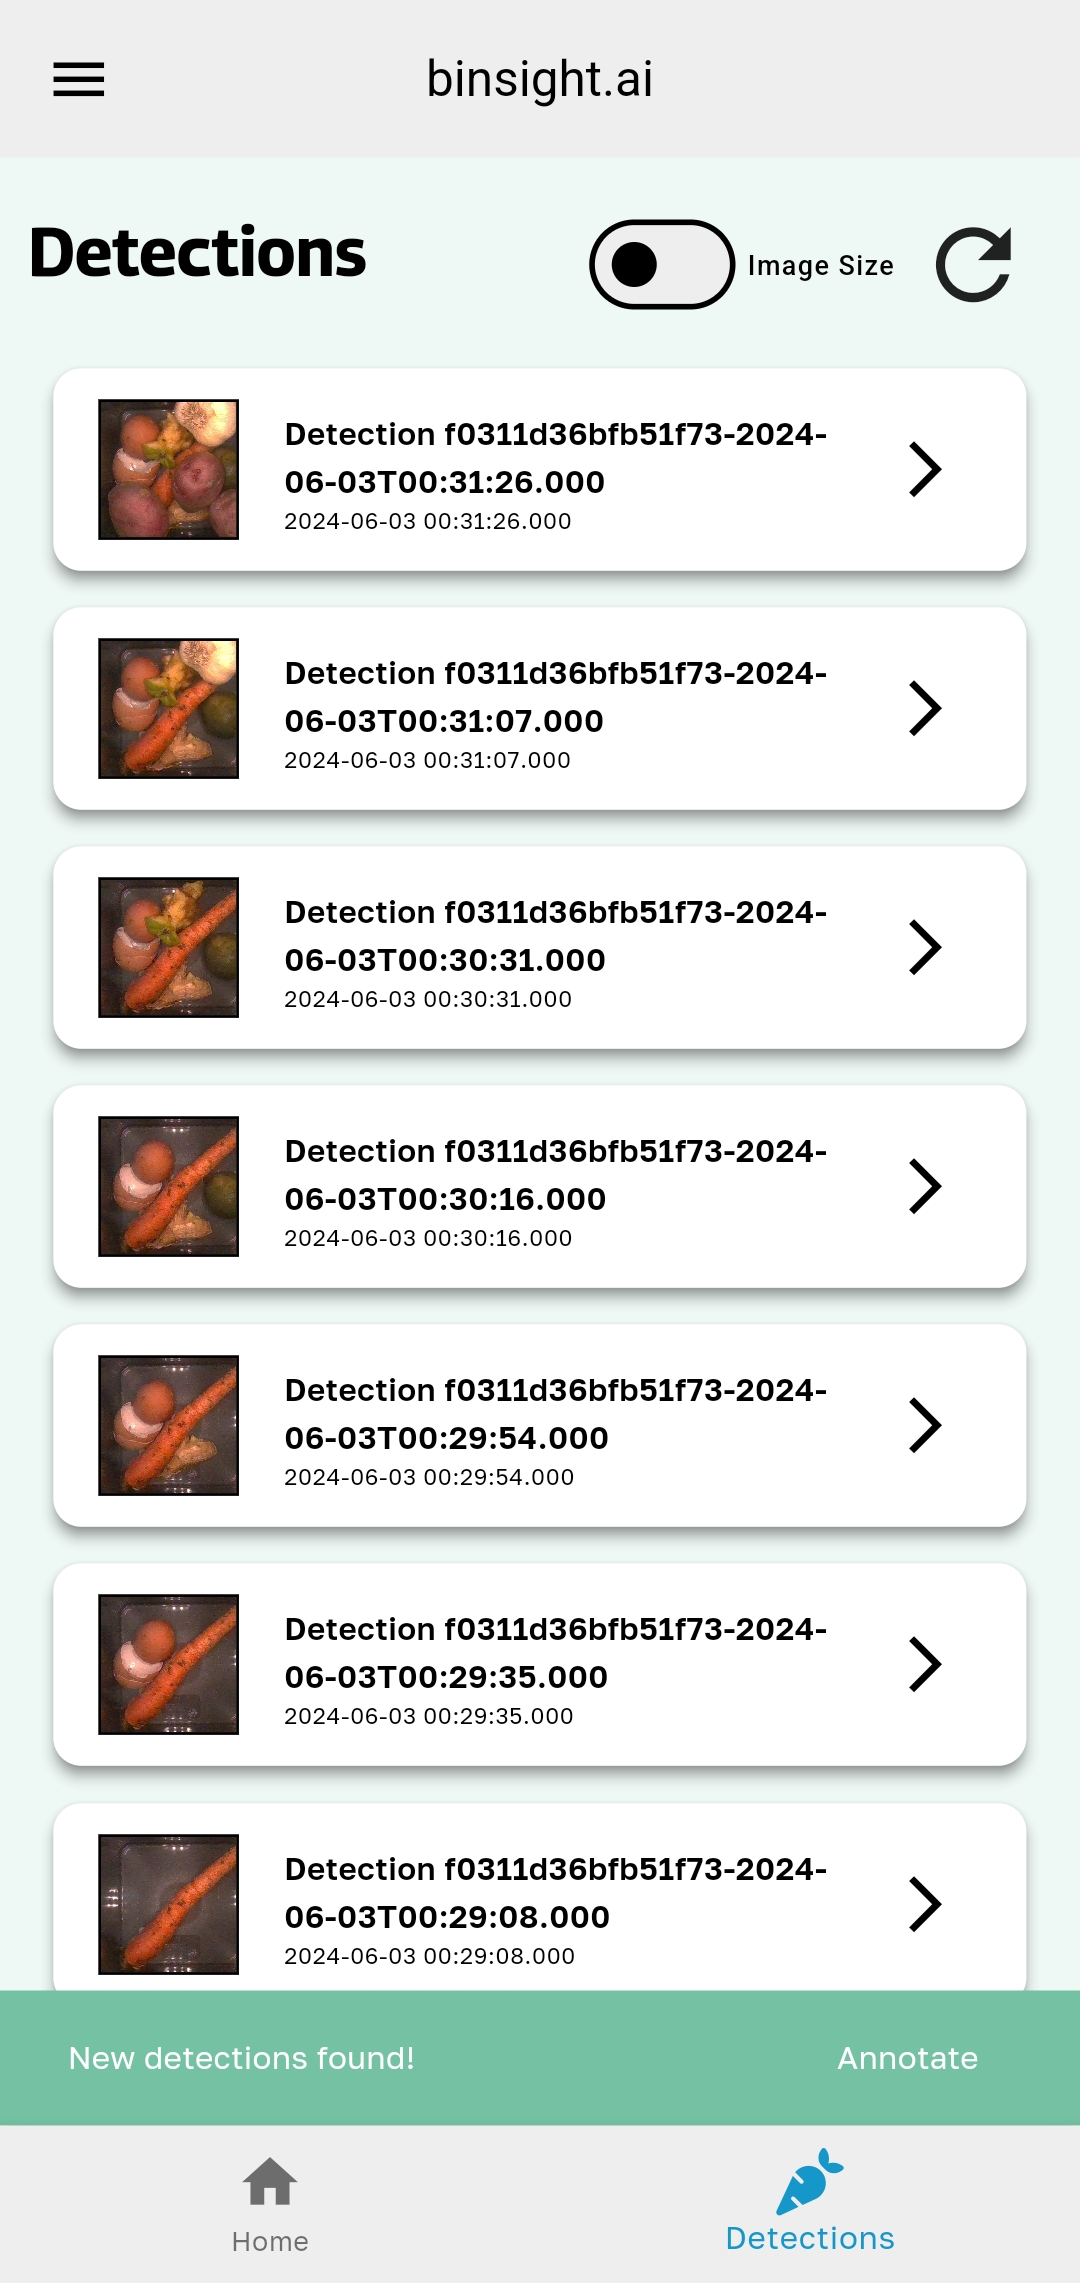 binsight.ai
Detections
Image Size
Detection f0311d36bfb51f73-2024-
06-03T00:31:26.000
2024-06-03 00:31:26.000
Detection f0311d36bfb51f73-2024-
06-03T00:31:07.000
2024-06-03 00:31:07.000
Detection f0311d36bfb51f73-2024-
06-03T00:30:31.000
2024-06-03 00:30:31.000
Detection f0311d36bfb51f73-2024-
06-03T00:30:16.000
2024-06-03 00:30:16.000
Detection f0311d36bfb51f73-2024-
06-03T00:29:54.000
2024-06-03 00:29:54.000
Detection f0311d36bfb51f73-2024-
06-03T00:29:35.000
2024-06-03 00:29:35.000
Detection f0311d36bfb51f73-2024-
06-03T00:29:08.000
2024-06-03 00:29:08.000
New detections found! Annotate
Home Detections